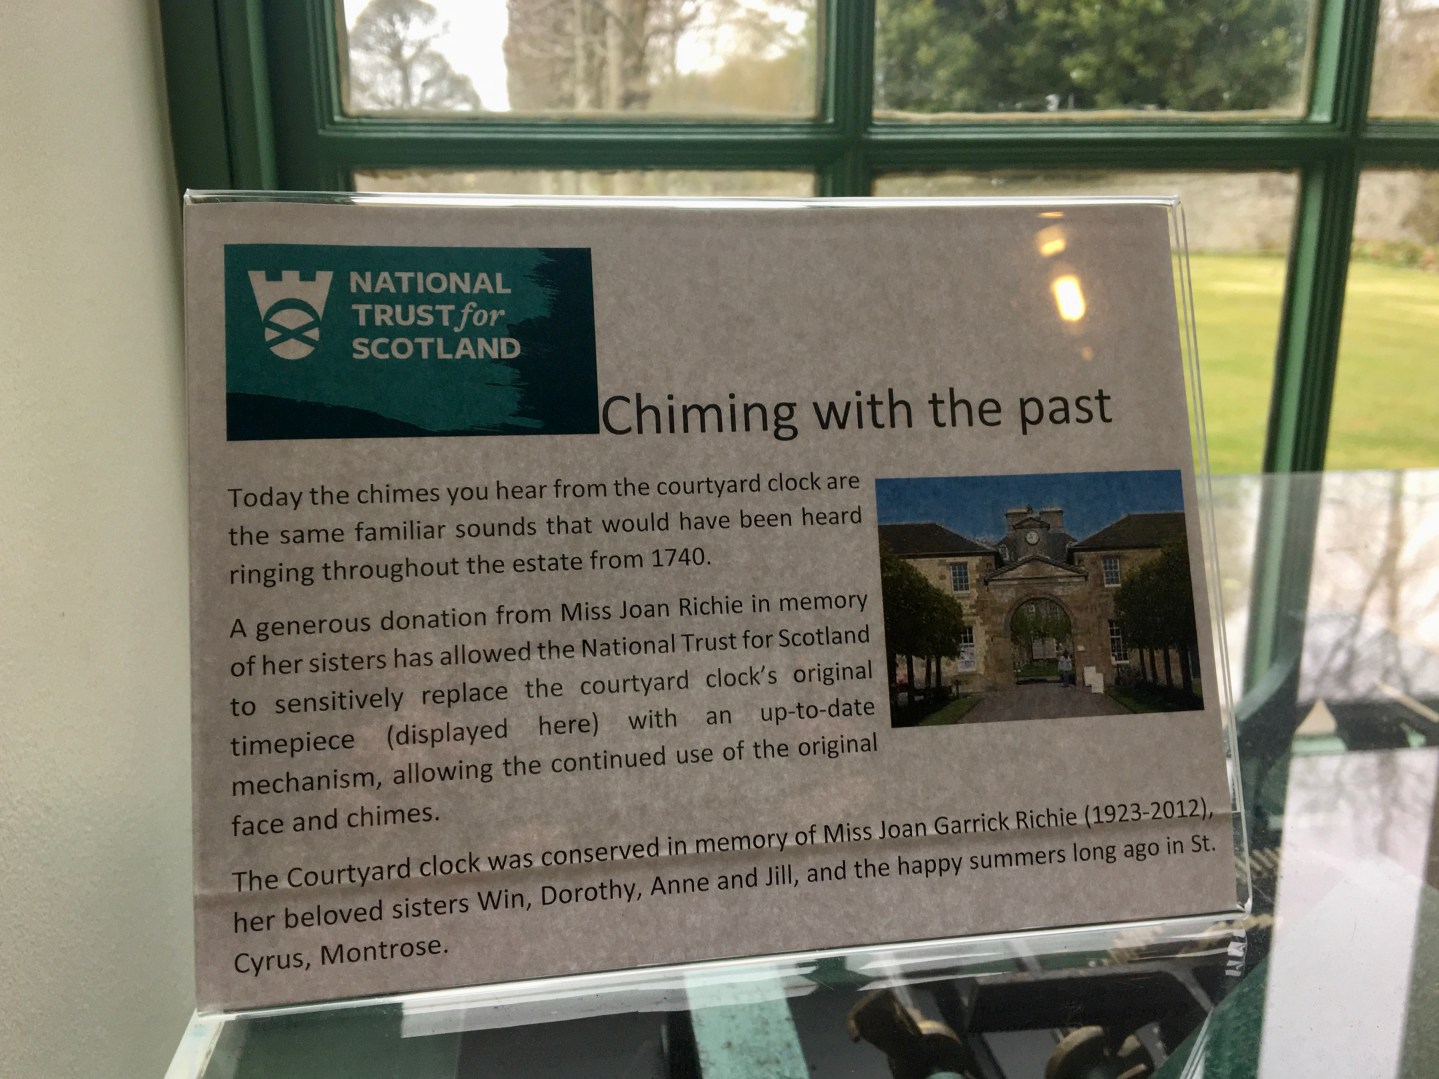 NATIONAL
TRUST for
SCOTLAND
Chiming with the past
Today the chimes you hear from the courtyard clock are
the same familiar sounds that would have been heard
ringing throughout the estate from 1740.
A generous donation from Miss Joan Richie in memory
of her sisters has allowed the National Trust for Scotland
to sensitively replace the courtyard clock's original
timepiece (displayed here) with an up-to-date
mechanism, allowing the continued use of the original
face and chimes.
The Courtyard clock was conserved in memory of Miss Joan Garrick Richie (1923-2012),
her beloved sisters Win, Dorothy, Anne and Jill, and the happy summers long ago in St.
Cyrus, Montrose.